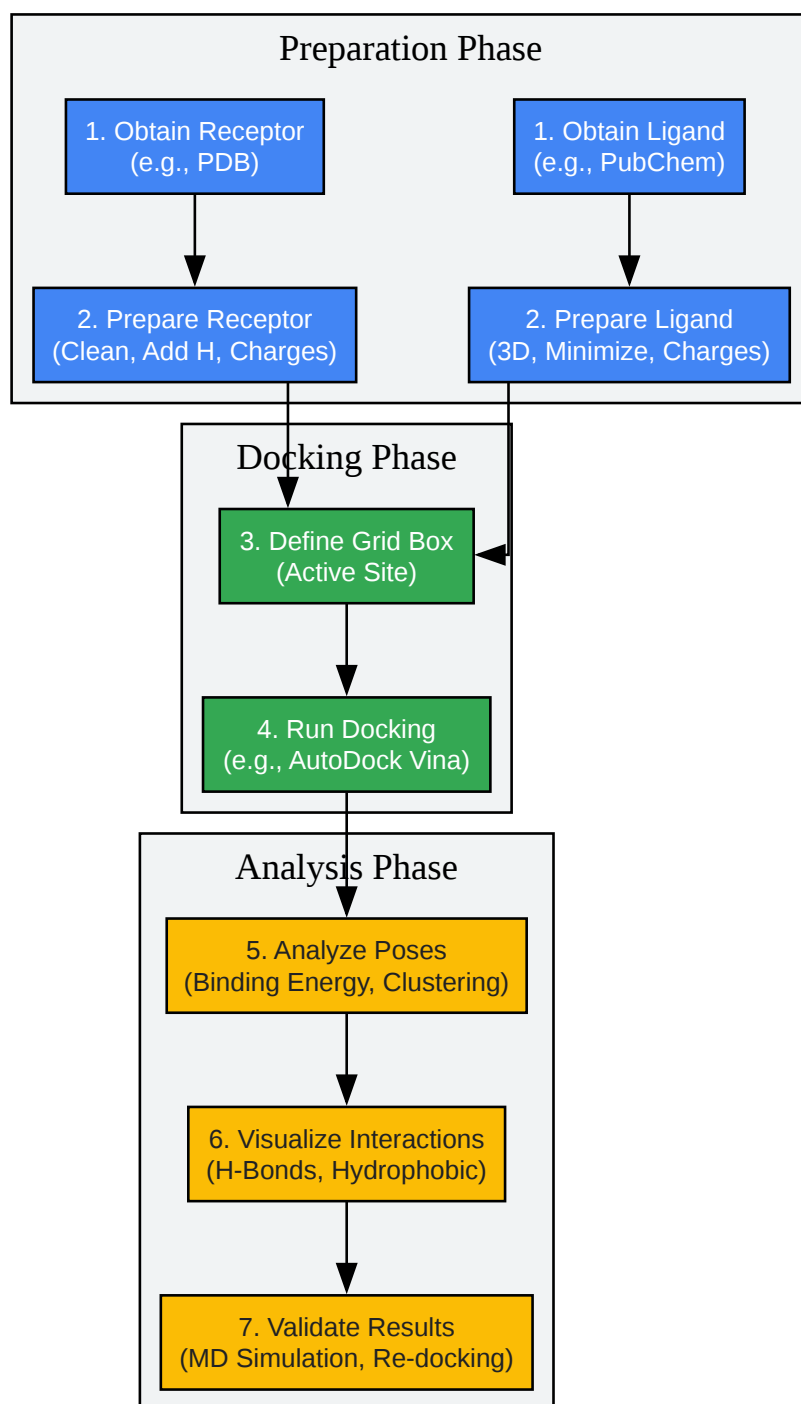 Preparation Phase
1. Obtain Receptor
(e.g., PDB)
1. Obtain Ligand
(e.g., PubChem)
2. Prepare Receptor
(Clean, Add H, Charges)
2. Prepare Ligand
(3D, Minimize, Charges)
Docking Phase
3. Define Grid Box
(Active Site)
4. Run Docking
(e.g., AutoDock Vina)
Analysis Phase
5. Analyze Poses
(Binding Energy, Clustering)
6. Visualize Interactions
(H-Bonds, Hydrophobic)
7. Validate Results
(MD Simulation, Re-docking)